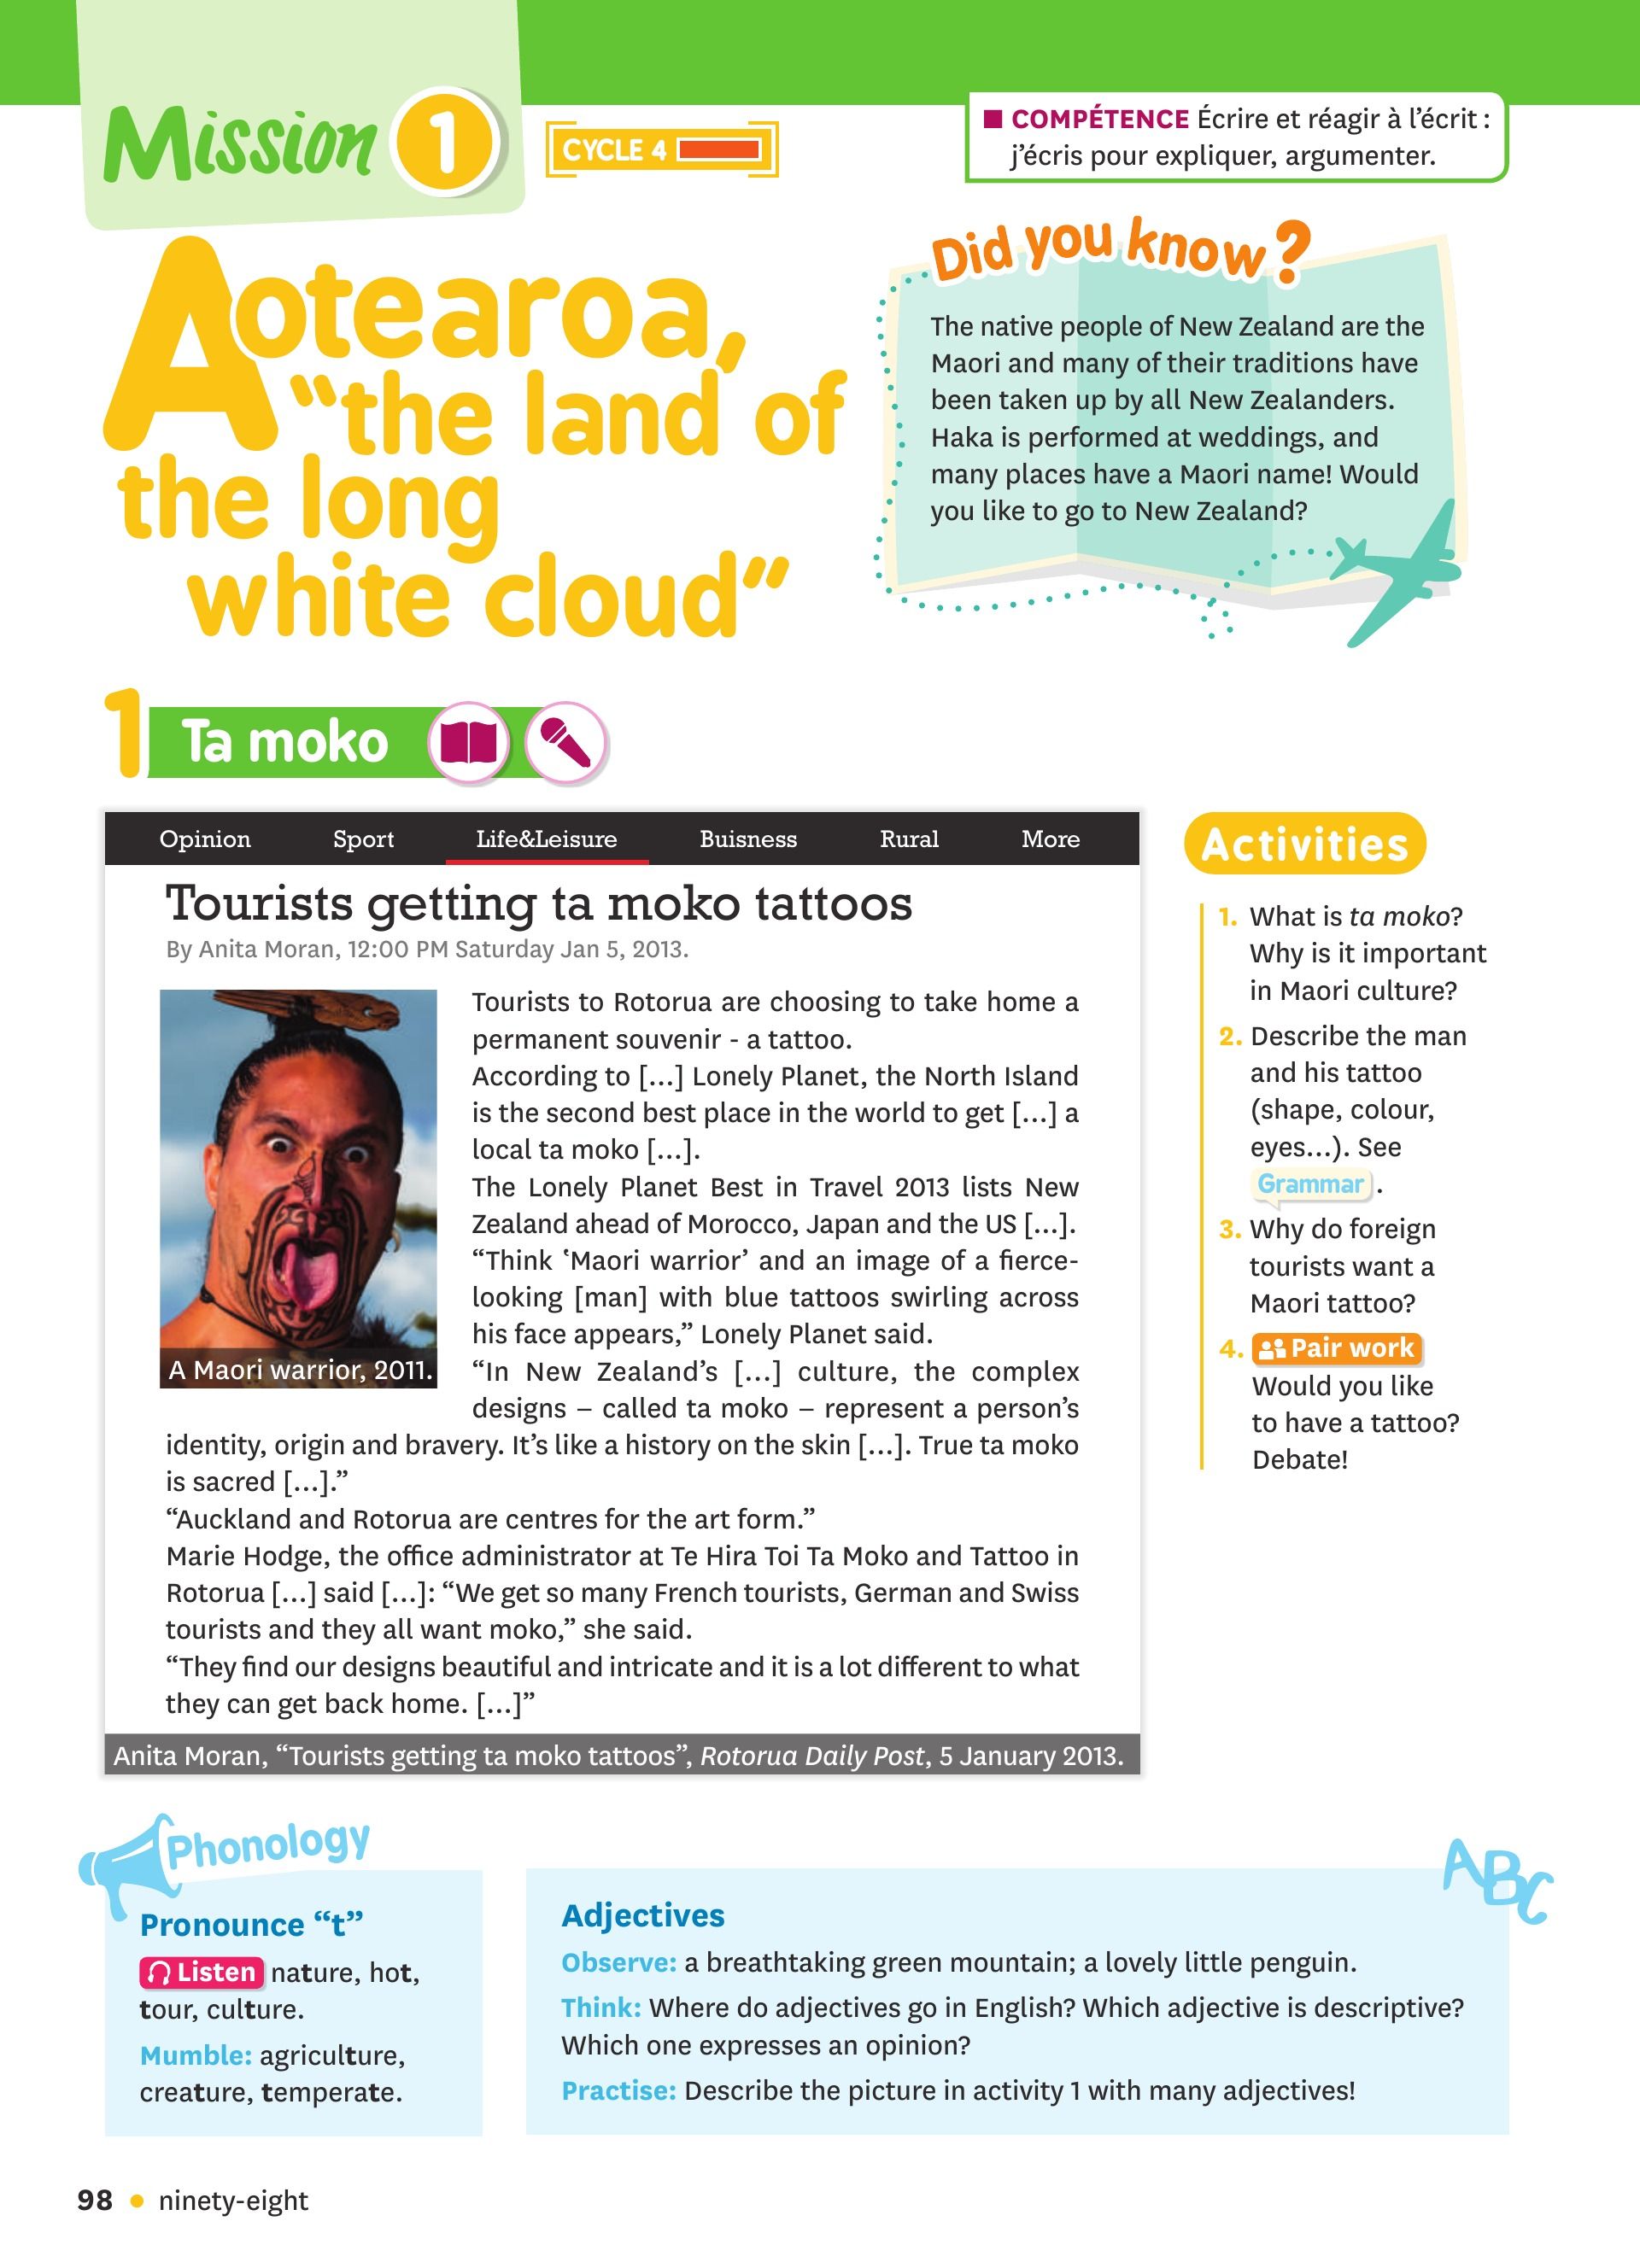 Mission 1
CYCLE 4
■ COMPÉTENCE Écrire et réagir à l'écrit :
j'écris pour expliquer, argumenter.
Aotearoa,
"the land of
the long
white cloud"
Did you know?
The native people of New Zealand are the
Maori and many of their traditions have
been taken up by all New Zealanders.
Haka is performed at weddings, and
many places have a Maori name! Would
you like to go to New Zealand?
1 Ta moko
Opinion Sport Life&Leisure Buisness Rural More
Tourists getting ta moko tattoos
By Anita Moran, 12:00 PM Saturday Jan 5, 2013.
Tourists to Rotorua are choosing to take home a
permanent souvenir - a tattoo.
According to [...] Lonely Planet, the North Island
is the second best place in the world to get [...] a
local ta moko [...].
The Lonely Planet Best in Travel 2013 lists New
Zealand ahead of Morocco, Japan and the US [...].
“Think ‘Maori warrior’ and an image of a fierce-
looking [man] with blue tattoos swirling across
his face appears,” Lonely Planet said.
“In New Zealand’s [...] culture, the complex
designs – called ta moko – represent a person’s
identity, origin and bravery. It’s like a history on the skin [...]. True ta moko
is sacred [...].”
“Auckland and Rotorua are centres for the art form.”
Marie Hodge, the office administrator at Te Hira Toi Ta Moko and Tattoo in
Rotorua [...] said [...]: “We get so many French tourists, German and Swiss
tourists and they all want moko,” she said.
“They find our designs beautiful and intricate and it is a lot different to what
they can get back home. [...]”
A Maori warrior, 2011.
Anita Moran, “Tourists getting ta moko tattoos”, Rotorua Daily Post, 5 January 2013.
Activities
1. What is ta moko?
Why is it important
in Maori culture?
2. Describe the man
and his tattoo
(shape, colour,
eyes...). See
Grammar .
3. Why do foreign
tourists want a
Maori tattoo?
4. Pair work
Would you like
to have a tattoo?
Debate!
Phonology
Pronounce “t”
Listen nature, hot,
tour, culture.
Mumble: agriculture,
creature, temperate.
ABC
Adjectives
Observe: a breathtaking green mountain; a lovely little penguin.
Think: Where do adjectives go in English? Which adjective is descriptive?
Which one expresses an opinion?
Practise: Describe the picture in activity 1 with many adjectives!
98 • ninety-eight